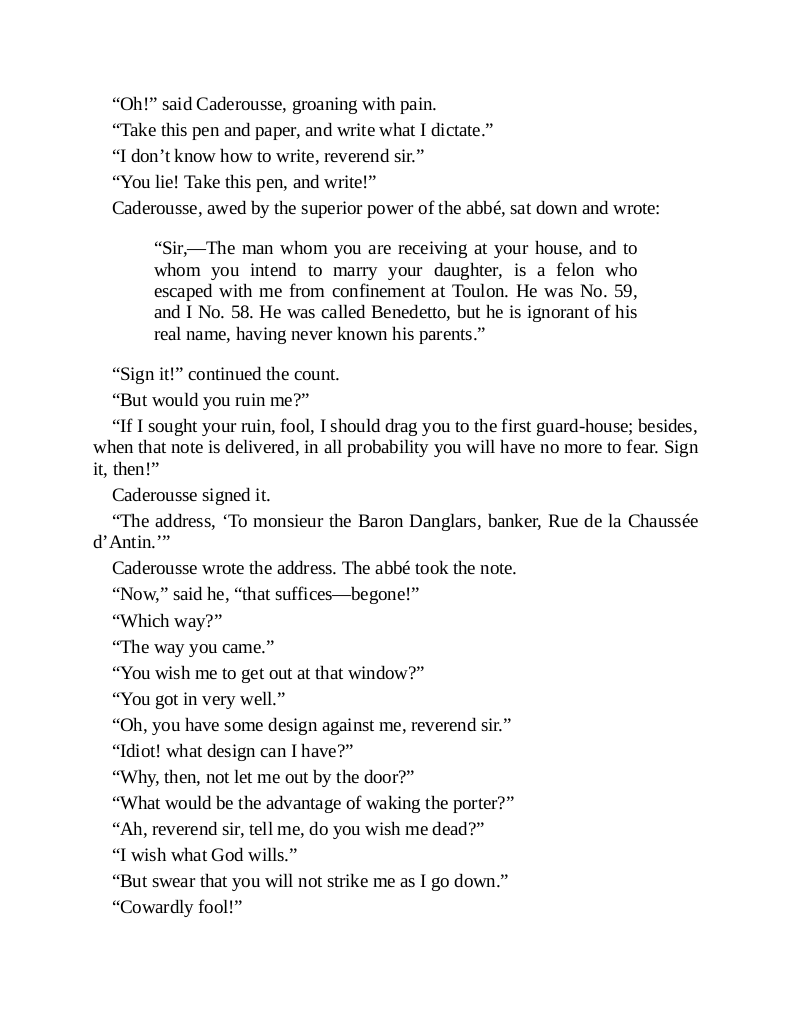 “Oh!” said Caderousse, groaning with pain.
“Take this pen and paper, and write what I dictate.”
“I don’t know how to write, reverend sir.”
“You lie! Take this pen, and write!”
Caderousse, awed by the superior power of the abbé, sat down and wrote:
“Sir,—The man whom you are receiving at your house, and to
whom you intend to marry your daughter, is a felon who
escaped with me from confinement at Toulon. He was No. 59,
and I No. 58. He was called Benedetto, but he is ignorant of his
real name, having never known his parents.”
“Sign it!” continued the count.
“But would you ruin me?”
“If I sought your ruin, fool, I should drag you to the first guard-house; besides,
when that note is delivered, in all probability you will have no more to fear. Sign
it, then!”
Caderousse signed it.
“The address, ‘To monsieur the Baron Danglars, banker, Rue de la Chaussée
d’Antin.’”
Caderousse wrote the address. The abbé took the note.
“Now,” said he, “that suffices—begone!”
“Which way?”
“The way you came.”
“You wish me to get out at that window?”
“You got in very well.”
“Oh, you have some design against me, reverend sir.”
“Idiot! what design can I have?”
“Why, then, not let me out by the door?”
“What would be the advantage of waking the porter?”
“Ah, reverend sir, tell me, do you wish me dead?”
“I wish what God wills.”
“But swear that you will not strike me as I go down.”
“Cowardly fool!”